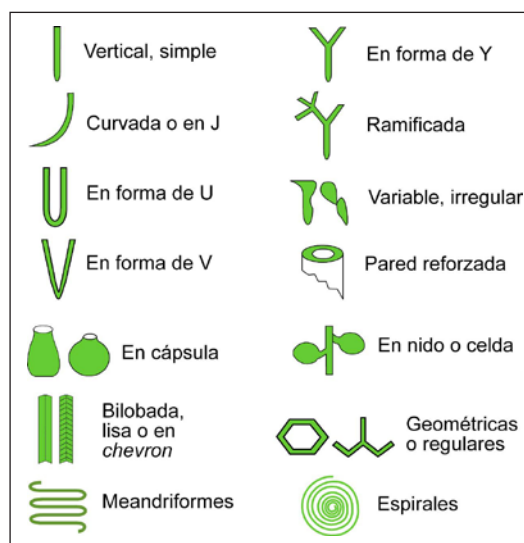 Vertical, simple
En forma de Y
Curvada o en J
Ramificada
En forma de U
Variable, irregular
En forma de V
Pared reforzada
En cápsula
En nido o celda
Bilobada,
lisa o en
chevron
Geométricas
o regulares
Meandriformes
Espirales